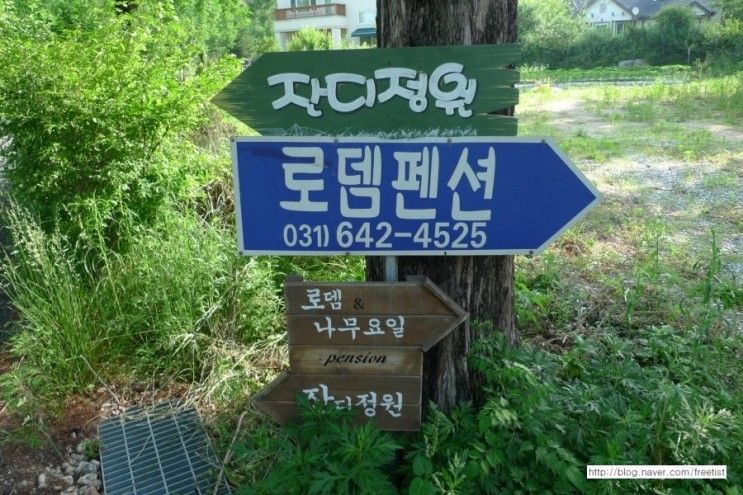 잔디정원
로뎀펜션
031) 642-4525
로뎀 &
나무요일
- pension
잔디정원
http://blog.naver.com/freetist